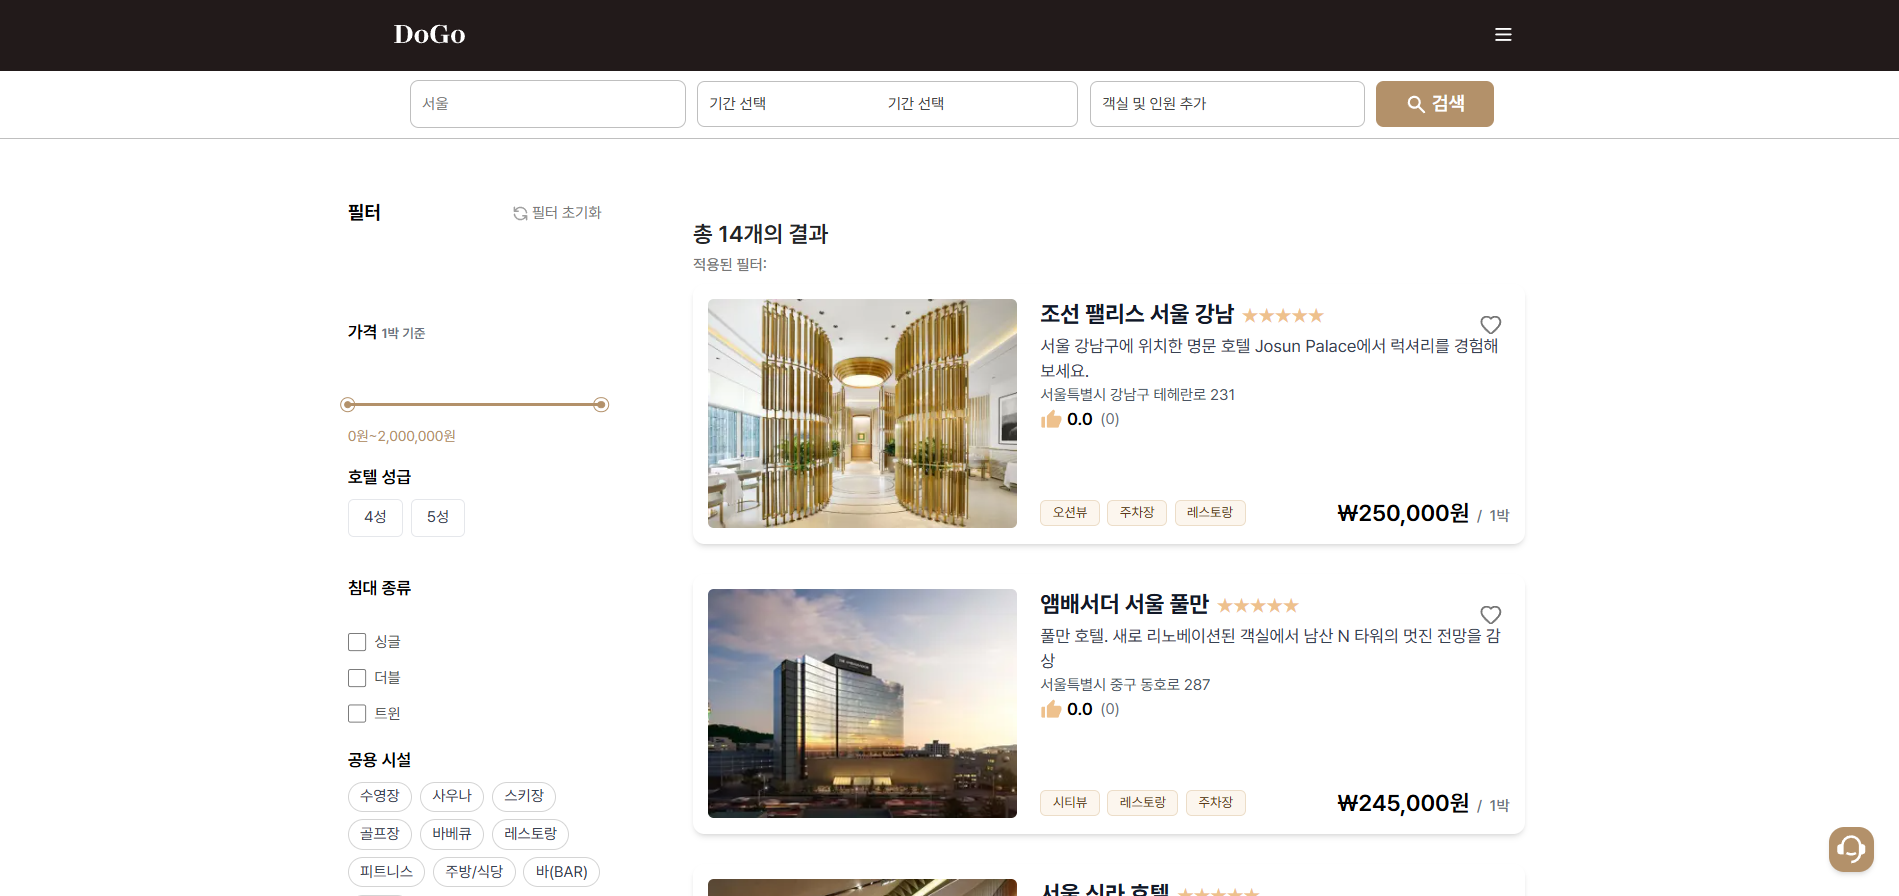 DoGo
서울
기간 선택
기간 선택
객실 및 인원 추가
검색
필터
필터 초기화
가격 1박 기준
0원~2,000,000원
호텔 성급
4성
5성
침대 종류
싱글
더블
트윈
공용 시설
수영장
사우나
스키장
골프장
바베큐
레스토랑
피트니스
주방/식당
바(BAR)
총 14개의 결과
적용된 필터:
조선 팰리스 서울 강남 ★★★★★
서울 강남구에 위치한 명문 호텔 Josun Palace에서 럭셔리를 경험해
보세요.
서울특별시 강남구 테헤란로 231
0.0 (0)
오션뷰
주차장
레스토랑
₩250,000원 / 1박
앰배서더 서울 풀만 ★★★★★
풀만 호텔. 새로 리노베이션된 객실에서 남산 N 타워의 멋진 전망을 감
상
서울특별시 중구 동호로 287
0.0 (0)
시티뷰
레스토랑
주차장
₩245,000원 / 1박
서울 신라 호텔 ★★★★★